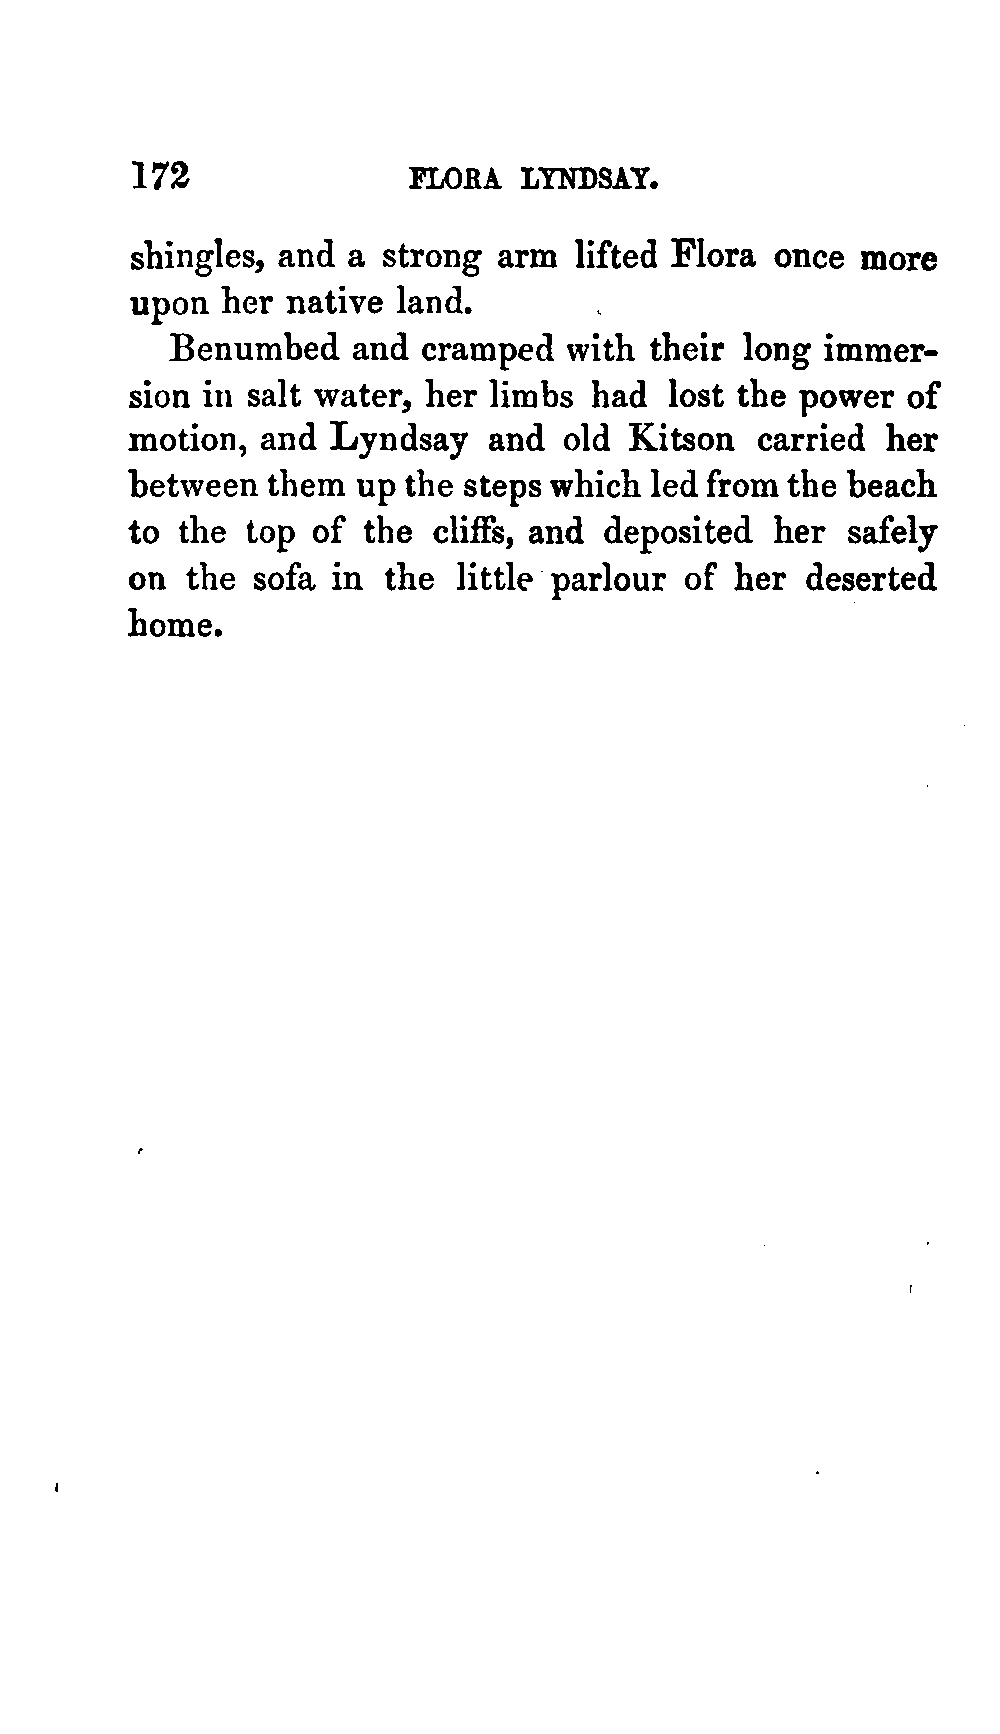 172 FLORA LYNDSAY.
shingles, and a strong arm lifted Flora once more
upon her native land.
Benumbed and cramped with their long immer-
sion in salt water, her limbs had lost the power of
motion, and Lyndsay and old Kitson carried her
between them up the steps which led from the beach
to the top of the cliffs, and deposited her safely
on the sofa in the little parlour of her deserted
home.